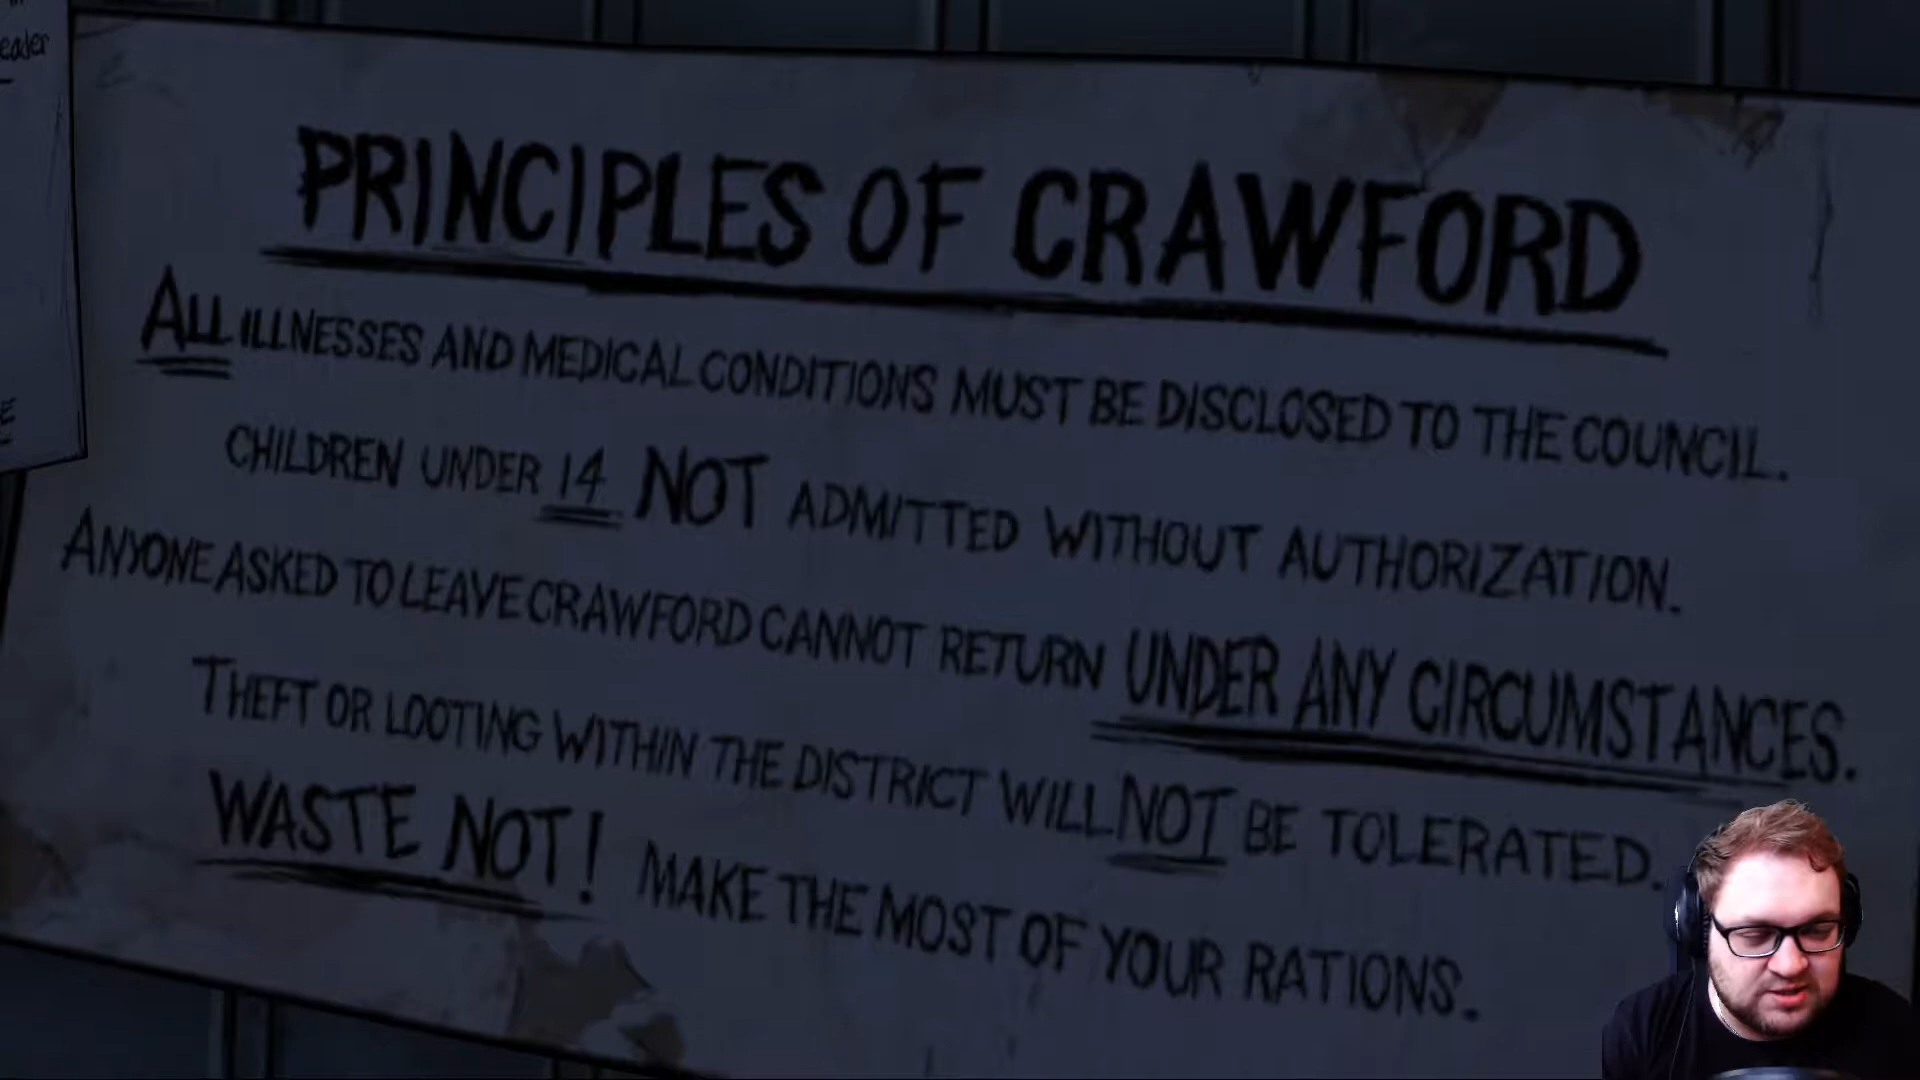 eader
E
PRINCIPLES OF CRAWFORD
ALL ILLNESSES AND MEDICAL CONDITIONS MUST BE DISCLOSED TO THE COUNCIL.
CHILDREN UNDER 14 NOT ADMITTED WITHOUT AUTHORIZATION.
ANYONE ASKED TO LEAVE CRAWFORD CANNOT RETURN UNDER ANY CIRCUMSTANCES.
THEFT OR LOOTING WITHIN THE DISTRICT WILL NOT BE TOLERATED.
WASTE NOT! MAKE THE MOST OF YOUR RATIONS.